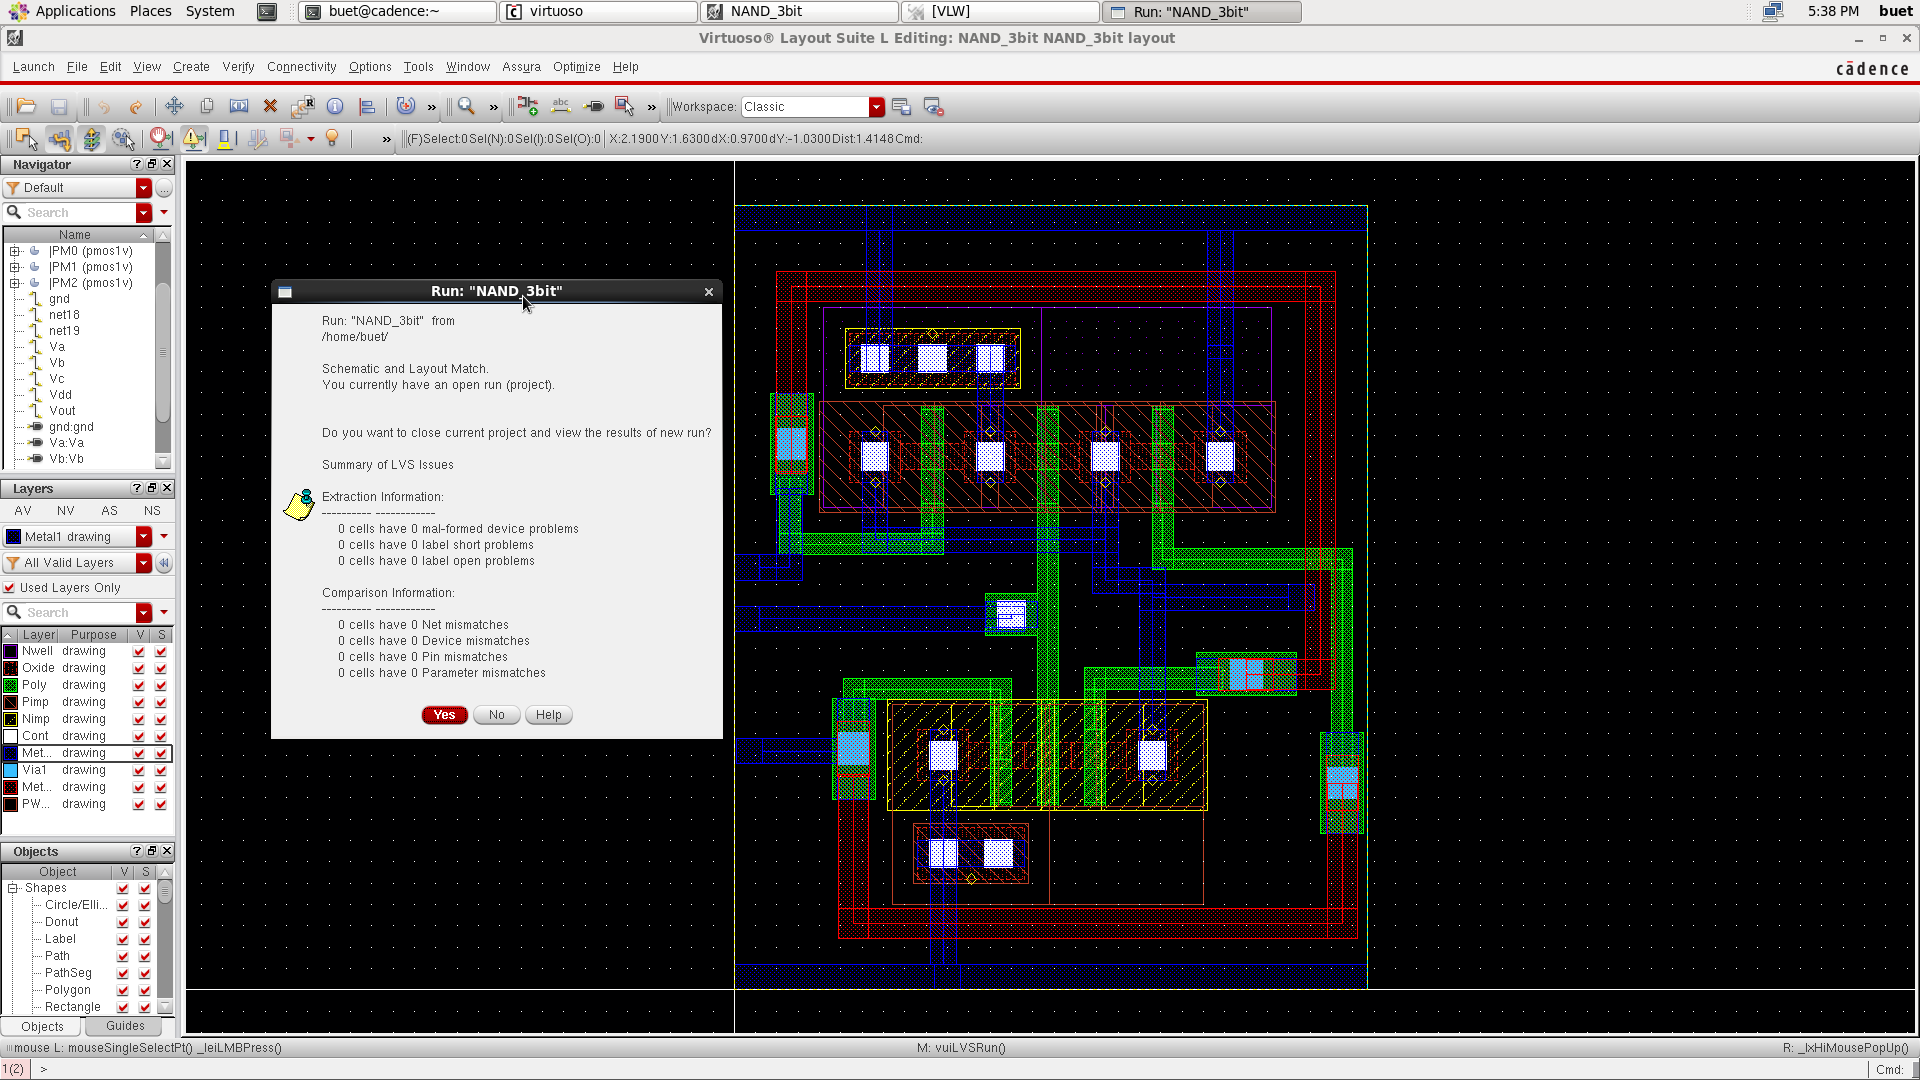 Applications Places System buet@cadence:~ virtuoso NAND_3bit [VLW] Run: "NAND_3bit" 5:38 PM buet
Virtuoso® Layout Suite L Editing: NAND_3bit NAND_3bit layout
Launch File Edit View Create Verify Connectivity Options Tools Window Assura Optimize Help cādence
» » abc » Workspace: Classic
» (F)Select:0 Sel(N):0 Sel(I):0 Sel(O):0 X:2.1900 Y:1.6300 dX:0.9700 dY:-1.0300 Dist:1.4148 Cmd:
Navigator
Default
Search
Name
|PM0 (pmos1v)
|PM1 (pmos1v)
|PM2 (pmos1v)
gnd
net18
net19
Va
Vb
Vc
Vdd
Vout
gnd:gnd
Va:Va
Vb:Vb
Layers
AV NV AS NS
Metal1 drawing
All Valid Layers
Used Layers Only
Search
Layer Purpose V S
Nwell drawing
Oxide drawing
Poly drawing
Pimp drawing
Nimp drawing
Cont drawing
Met... drawing
Via1 drawing
Met... drawing
PW... drawing
Objects
Object V S
Shapes
Circle/Elli...
Donut
Label
Path
PathSeg
Polygon
Rectangle
Objects Guides
Run: "NAND_3bit"
Run: "NAND_3bit" from
/home/buet/
Schematic and Layout Match.
You currently have an open run (project).
Do you want to close current project and view the results of new run?
Summary of LVS Issues
Extraction Information:
---------- ------------
0 cells have 0 mal-formed device problems
0 cells have 0 label short problems
0 cells have 0 label open problems
Comparison Information:
---------- ------------
0 cells have 0 Net mismatches
0 cells have 0 Device mismatches
0 cells have 0 Pin mismatches
0 cells have 0 Parameter mismatches
Yes No Help
mouse L: mouseSingleSelectPt() _leiLMBPress() M: vuiLVSRun() R: _lxHiMousePopUp()
1(2) > Cmd: